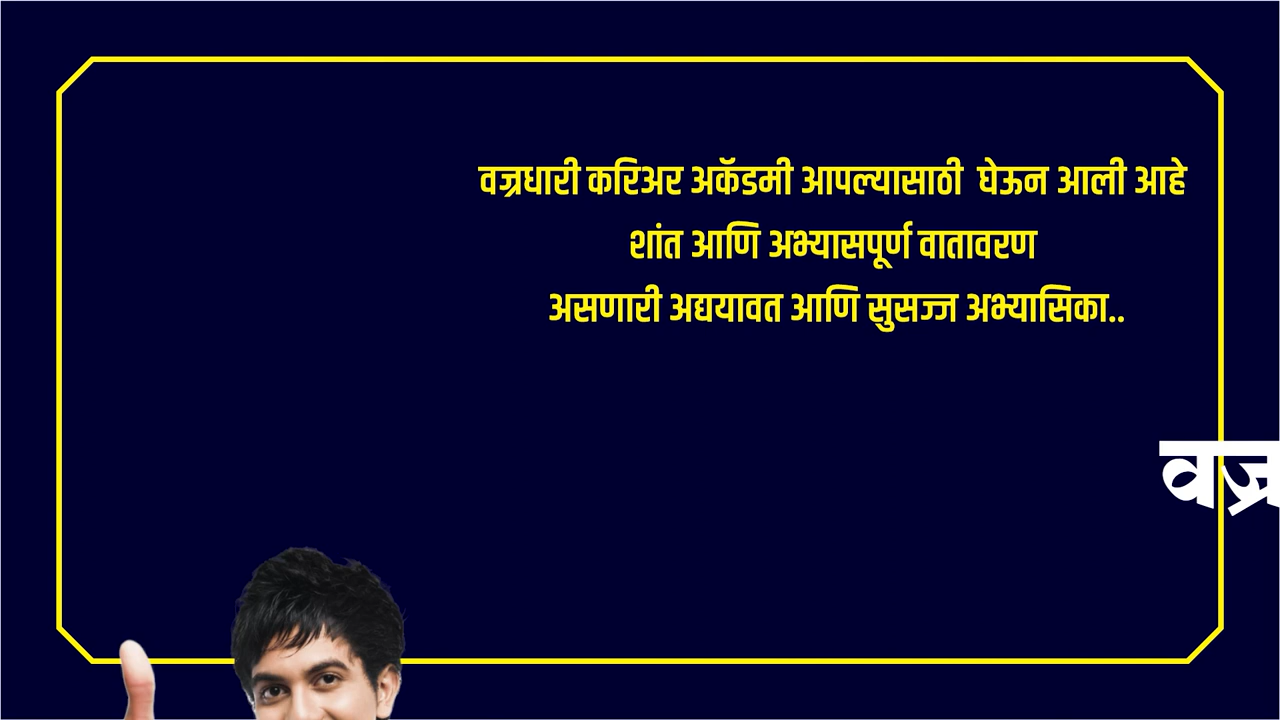 वज्रधारी करिअर अकॅडमी आपल्यासाठी घेऊन आली आहे
शांत आणि अभ्यासपूर्ण वातावरण
असणारी अद्ययावत आणि सुसज्ज अभ्यासिका..
वज्र